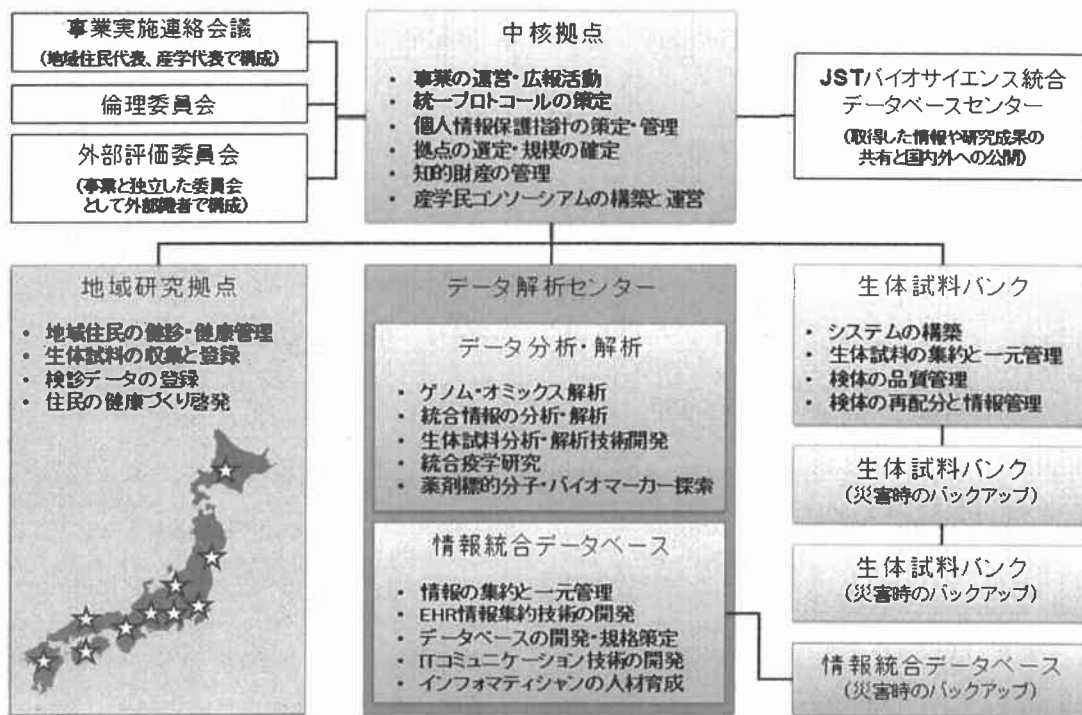 事業実施連絡会議
(地域住民代表、産学代表で構成)
倫理委員会
外部評価委員会
(事業と独立した委員会
として外部識者で構成)
中核拠点
• 事業の運営・広報活動
• 統一プロトコールの策定
• 個人情報保護指針の策定・管理
• 拠点の選定・規模の確定
• 知的財産の管理
• 産学民コンソーシアムの構築と運営
JSTバイオサイエンス統合
データベースセンター
(取得した情報や研究成果の
共有と国内外への公開)
地域研究拠点
• 地域住民の健診・健康管理
• 生体試料の収集と登録
• 検診データの登録
• 住民の健康づくり啓発
データ解析センター
データ分析・解析
• ゲノム・オミックス解析
• 統合情報の分析・解析
• 生体試料分析・解析技術開発
• 統合疫学研究
• 薬剤標的分子・バイオマーカー探索
情報統合データベース
• 情報の集約と一元管理
• EHR情報集約技術の開発
• データベースの開発・規格策定
• ITコミュニケーション技術の開発
• インフォマティシャンの人材育成
生体試料バンク
• システムの構築
• 生体試料の集約と一元管理
• 検体の品質管理
• 検体の再配分と情報管理
生体試料バンク
(災害時のバックアップ)
生体試料バンク
(災害時のバックアップ)
情報統合データベース
(災害時のバックアップ)